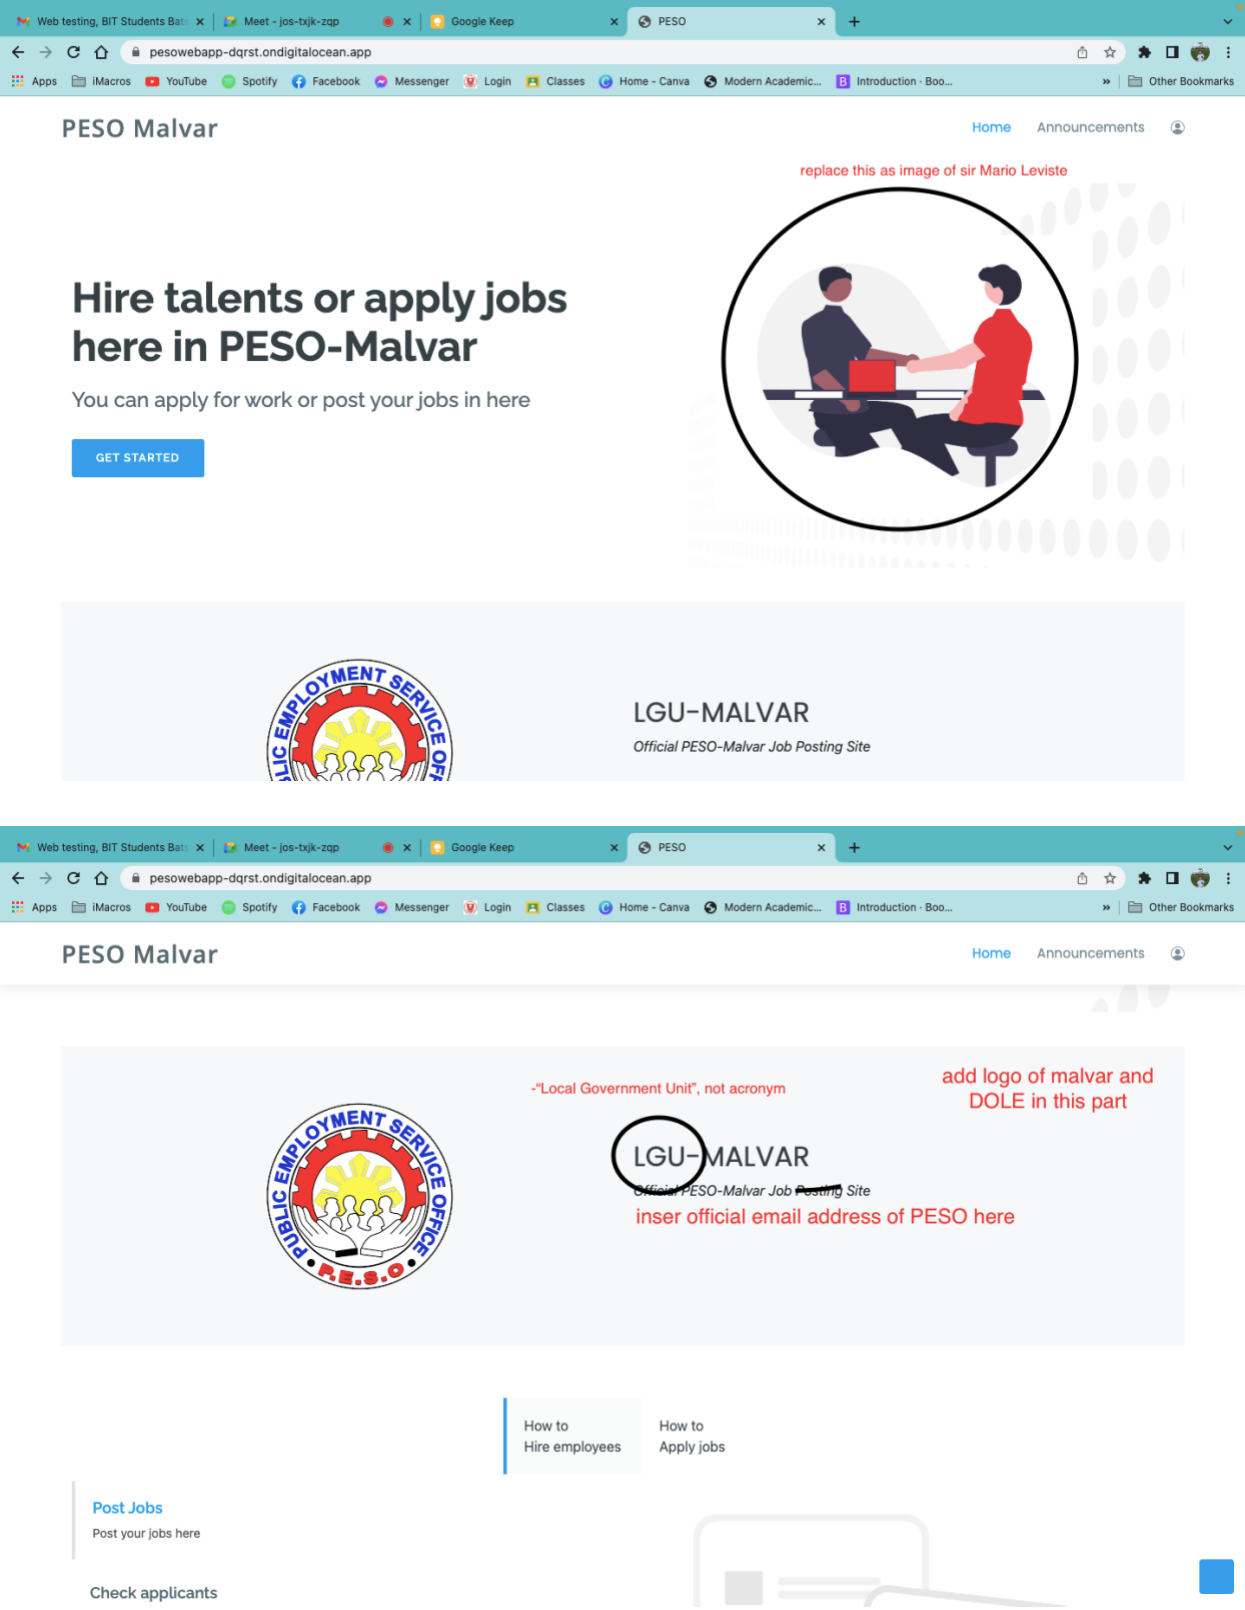 Web testing, BIT Students Bat
Meet - jos-txjk-zqp
Google Keep
PESO
pesowebapp-dqrst.ondigitalocean.app
Apps iMacros YouTube Spotify Facebook Messenger Login Classes Home - Canva Modern Academic... Introduction · Boo... » Other Bookmarks
PESO Malvar
Home Announcements
replace this as image of sir Mario Leviste
Hire talents or apply jobs
here in PESO-Malvar
You can apply for work or post your jobs in here
GET STARTED
PUBLIC EMPLOYMENT SERVICE OFFICE
LGU-MALVAR
Official PESO-Malvar Job Posting Site
Web testing, BIT Students Bat
Meet - jos-txjk-zqp
Google Keep
PESO
pesowebapp-dqrst.ondigitalocean.app
Apps iMacros YouTube Spotify Facebook Messenger Login Classes Home - Canva Modern Academic... Introduction · Boo... » Other Bookmarks
PESO Malvar
Home Announcements
add logo of malvar and
DOLE in this part
-“Local Government Unit”, not acronym
PUBLIC EMPLOYMENT SERVICE OFFICE
P.E.S.O
LGU-MALVAR
Official PESO-Malvar Job Posting Site
inser official email address of PESO here
How to
Hire employees
How to
Apply jobs
Post Jobs
Post your jobs here
Check applicants